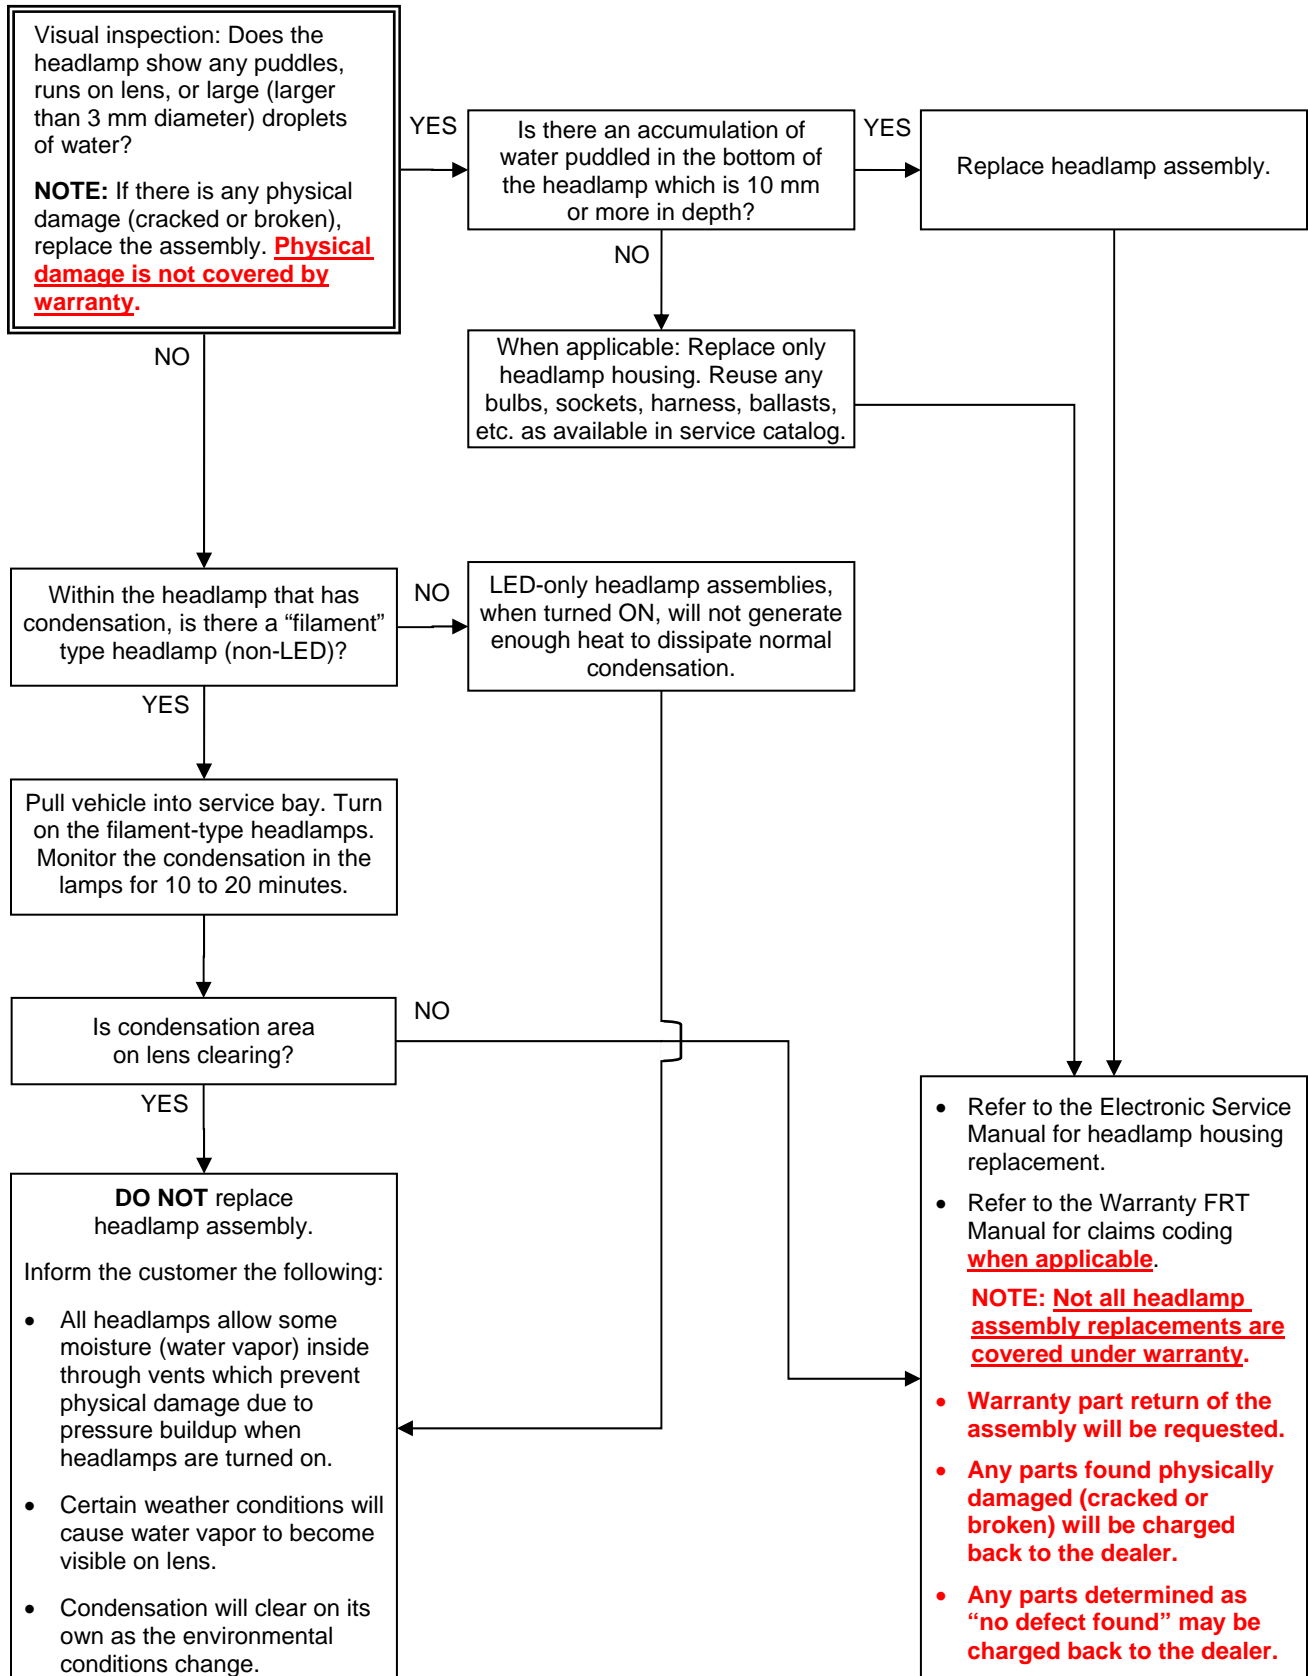 Visual inspection: Does the
headlamp show any puddles,
runs on lens, or large (larger
than 3 mm diameter) droplets
of water?
NOTE: If there is any physical
damage (cracked or broken),
replace the assembly. Physical
damage is not covered by
warranty.
YES
Is there an accumulation of
water puddled in the bottom of
the headlamp which is 10 mm
or more in depth?
YES
Replace headlamp assembly.
NO
When applicable: Replace only
headlamp housing. Reuse any
bulbs, sockets, harness, ballasts,
etc. as available in service catalog.
NO
Within the headlamp that has
condensation, is there a “filament”
type headlamp (non-LED)?
NO
LED-only headlamp assemblies,
when turned ON, will not generate
enough heat to dissipate normal
condensation.
YES
Pull vehicle into service bay. Turn
on the filament-type headlamps.
Monitor the condensation in the
lamps for 10 to 20 minutes.
Is condensation area
on lens clearing?
NO
YES
DO NOT replace
headlamp assembly.
Inform the customer the following:
• All headlamps allow some
moisture (water vapor) inside
through vents which prevent
physical damage due to
pressure buildup when
headlamps are turned on.
• Certain weather conditions will
cause water vapor to become
visible on lens.
• Condensation will clear on its
own as the environmental
conditions change.
• Refer to the Electronic Service
Manual for headlamp housing
replacement.
• Refer to the Warranty FRT
Manual for claims coding
when applicable.
NOTE: Not all headlamp
assembly replacements are
covered under warranty.
• Warranty part return of the
assembly will be requested.
• Any parts found physically
damaged (cracked or
broken) will be charged
back to the dealer.
• Any parts determined as
“no defect found” may be
charged back to the dealer.